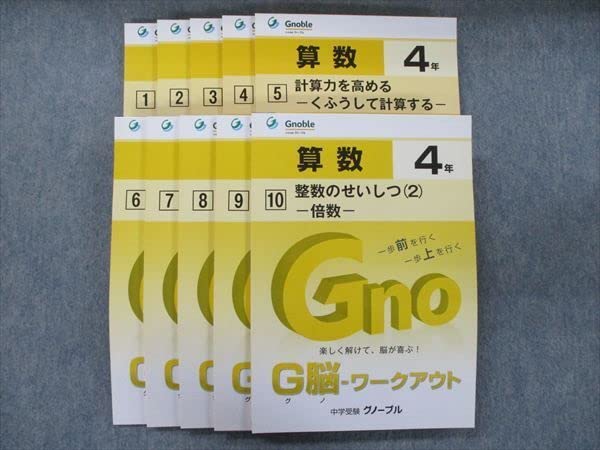 Gnoble
算数
4年
1
2
3
4
5
計算力を高める
－くふうして計算する－
Gnoble
算数
4年
6
7
8
9
10
整数のせいしつ(2)
－倍数－
一歩前を行く
一歩上を行く
Gno
楽しく解けて、脳が喜ぶ！
G脳-ワークアウト
グノ
中学受験 グノーブル